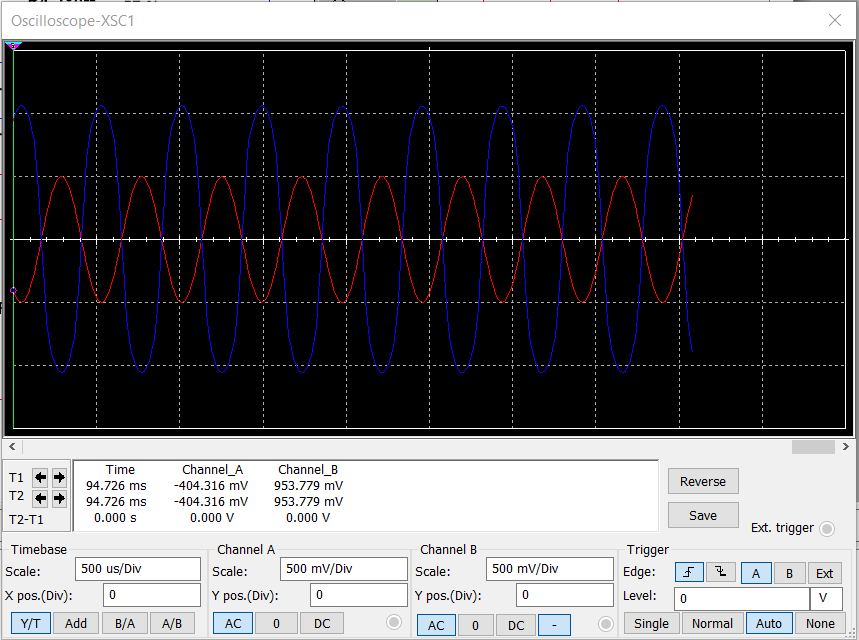 Oscilloscope-XSC1
Time Channel_A Channel_B
T1 94.726 ms -404.316 mV 953.779 mV
T2 94.726 ms -404.316 mV 953.779 mV
T2-T1 0.000 s 0.000 V 0.000 V
Reverse
Save
Ext. trigger
Timebase
Scale: 500 us/Div
X pos.(Div): 0
Y/T Add B/A A/B
Channel A
Scale: 500 mV/Div
Y pos.(Div): 0
AC 0 DC
Channel B
Scale: 500 mV/Div
Y pos.(Div): 0
AC 0 DC -
Trigger
Edge: A B Ext
Level: 0 V
Single Normal Auto None